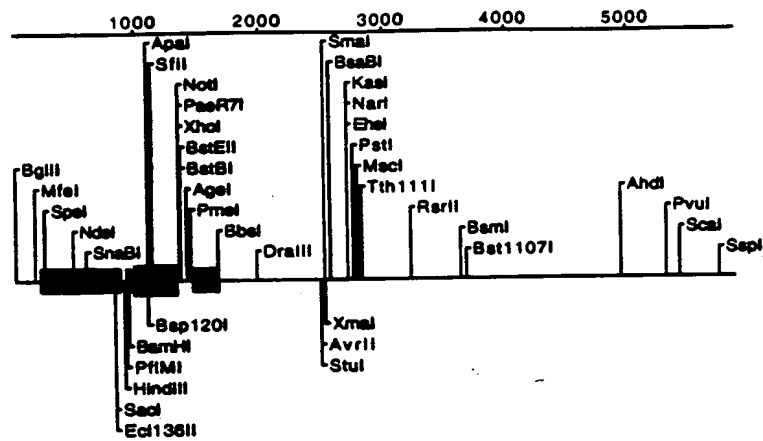 1000 2000 3000 4000 5000
ApaI
SfiI
NotI
PaeR7I
XhoI
BstEII
BstBI
AgeI
PmeI
BbeI
DraIII
BglII
MfeI
SpeI
NdeI
SnaBI
SmaI
BsaBI
KasI
NarI
EheI
PstI
MscI
Tth111I
RsrII
BsmI
Bst1107I
AhdI
PvuI
ScaI
SspI
Bsp120I
BamHI
PflMI
HindIII
SacI
Ecl136II
XmaI
AvrII
StuI